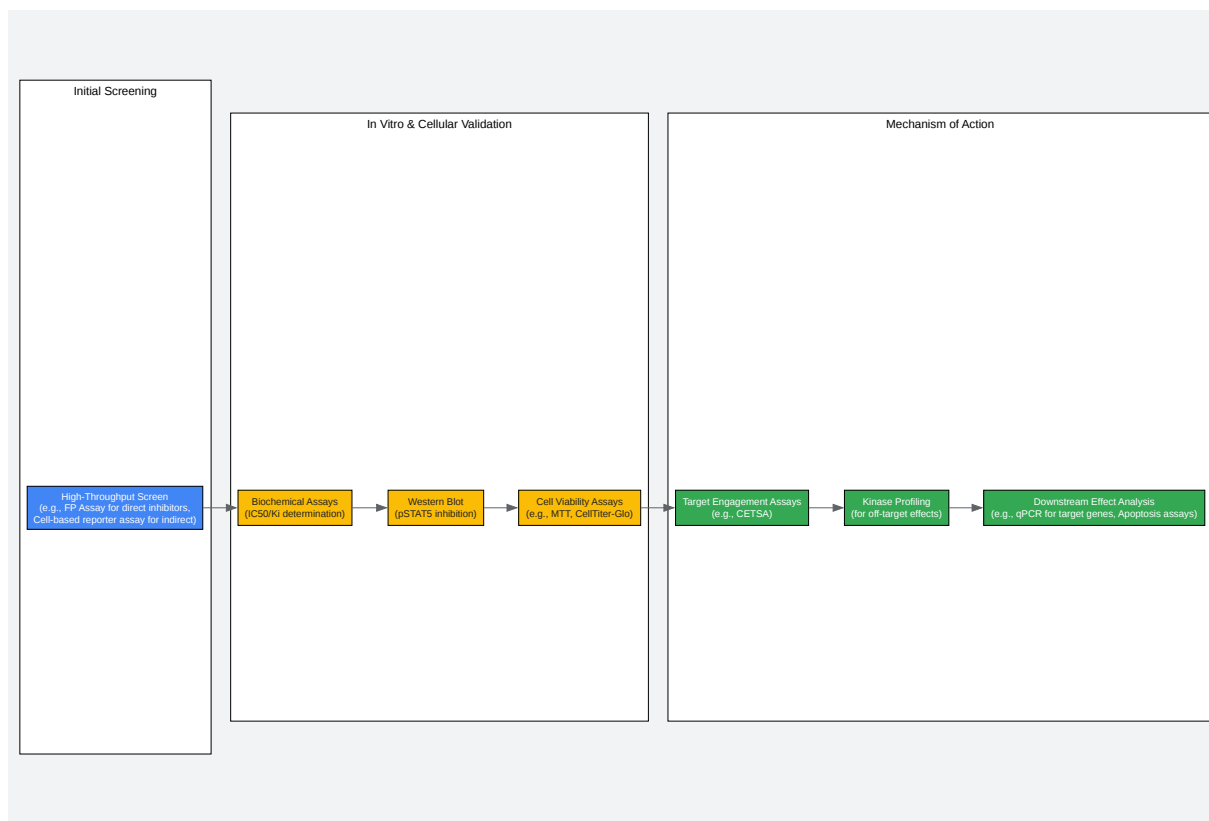 Initial Screening
High-Throughput Screen
(e.g., FP Assay for direct inhibitors,
Cell-based reporter assay for indirect)
In Vitro & Cellular Validation
Biochemical Assays
(IC50/Ki determination)
Western Blot
(pSTAT5 inhibition)
Cell Viability Assays
(e.g., MTT, CellTiter-Glo)
Mechanism of Action
Target Engagement Assays
(e.g., CETSA)
Kinase Profiling
(for off-target effects)
Downstream Effect Analysis
(e.g., qPCR for target genes, Apoptosis assays)